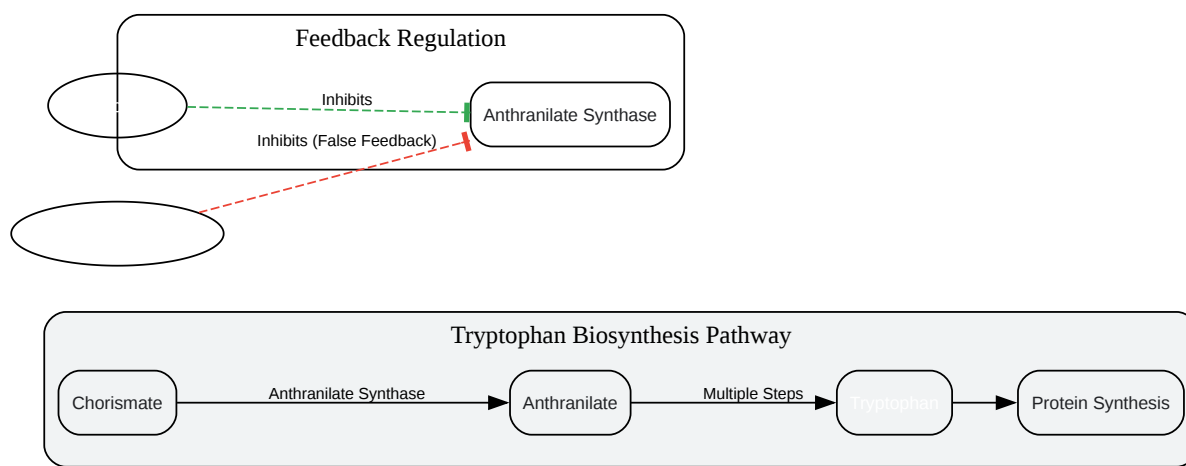 Feedback Regulation
Inhibits
Anthranilate Synthase
Inhibits (False Feedback)
Tryptophan Biosynthesis Pathway
Chorismate
Anthranilate Synthase
Anthranilate
Multiple Steps
Tryptophan
Protein Synthesis